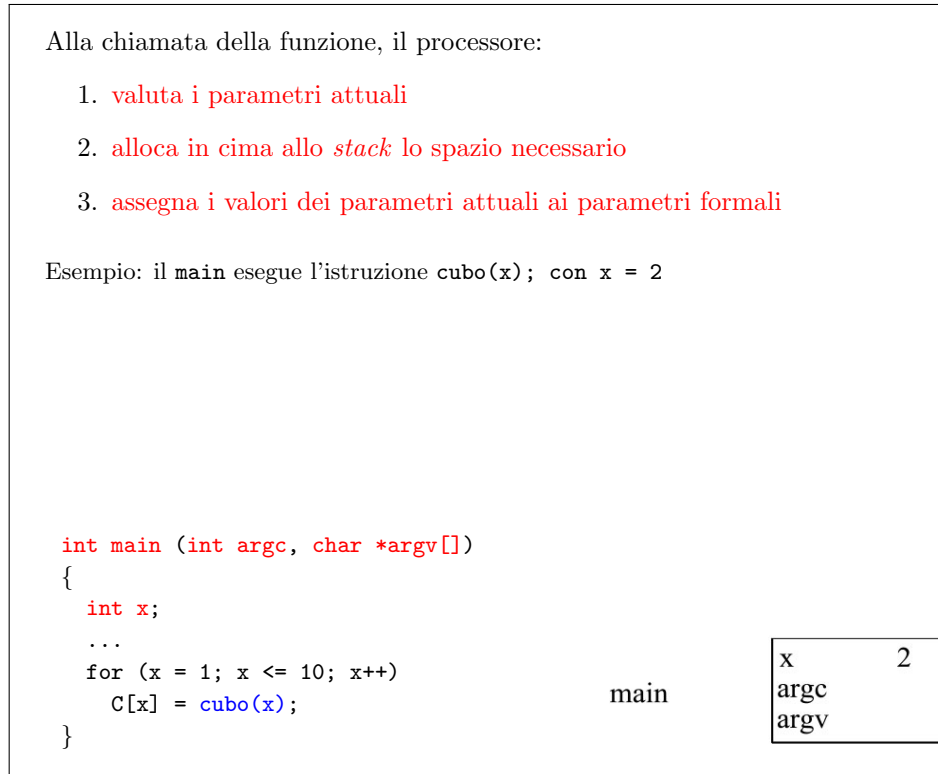 Alla chiamata della funzione, il processore:
1. valuta i parametri attuali
2. alloca in cima allo stack lo spazio necessario
3. assegna i valori dei parametri attuali ai parametri formali
Esempio: il main esegue l'istruzione cubo(x); con x = 2
int main (int argc, char *argv[])
{
int x;
...
for (x = 1; x <= 10; x++)
C[x] = cubo(x);
}
main
x 2
argc
argv